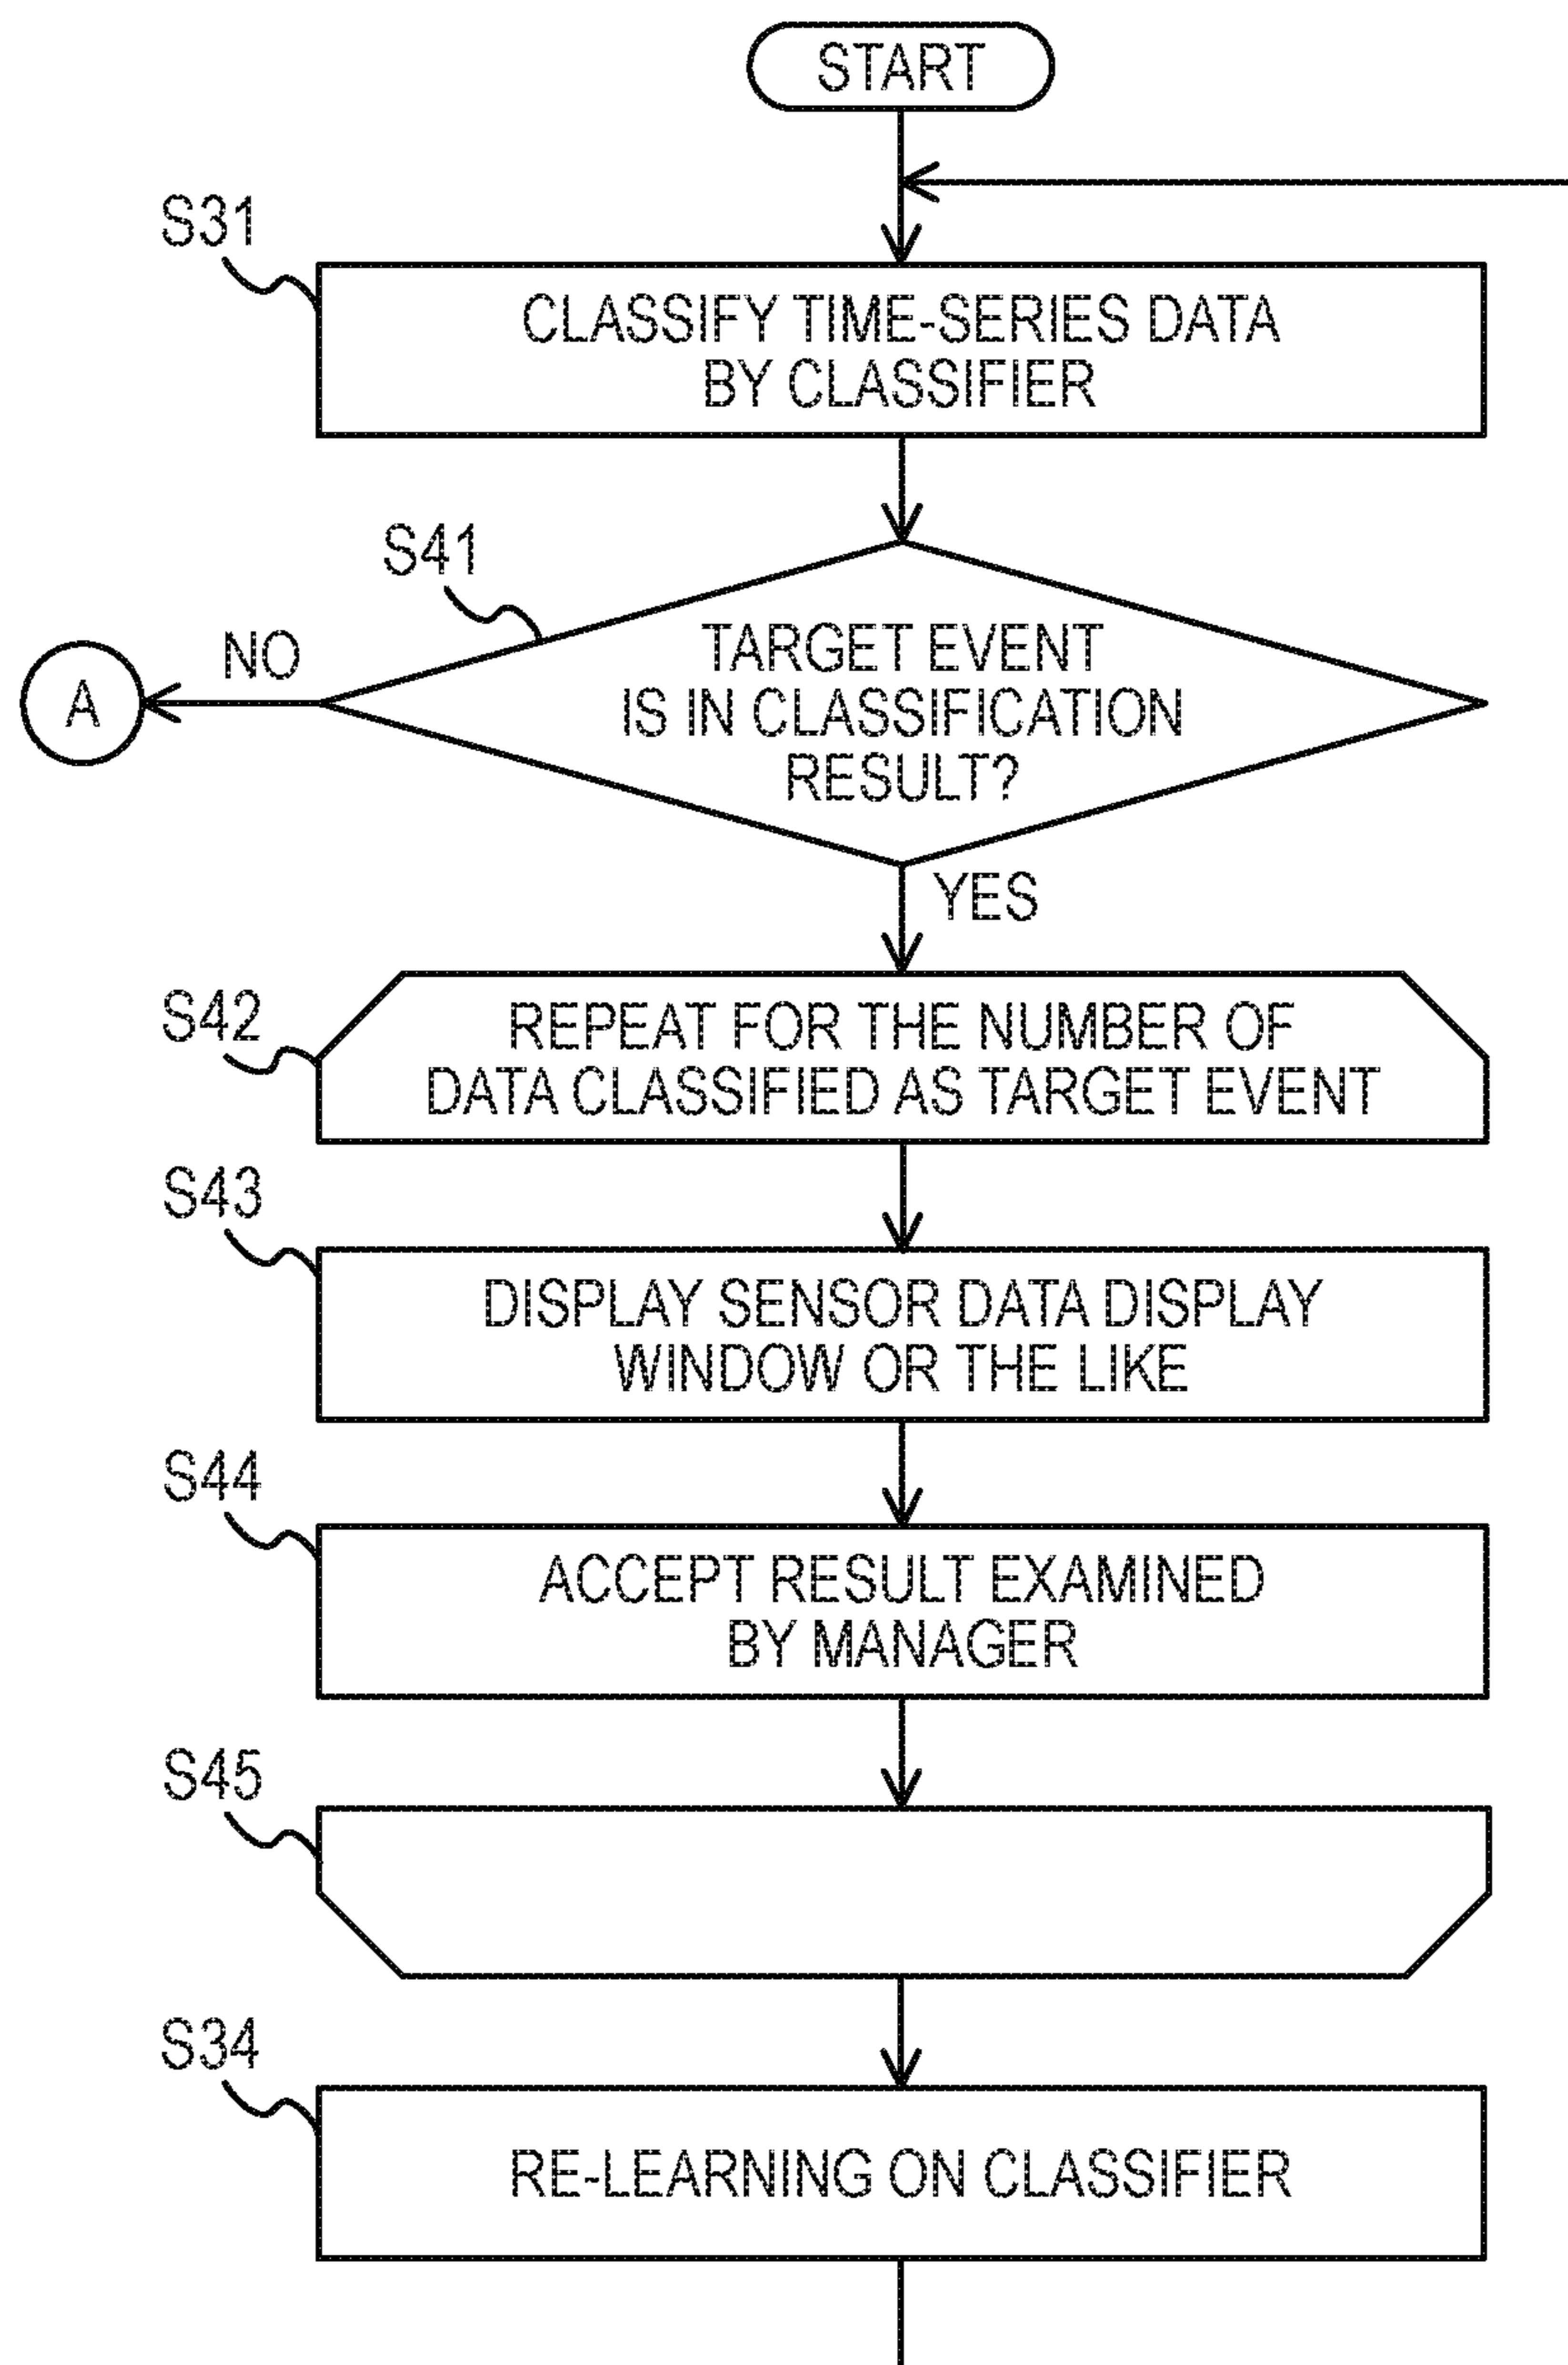 START
S31
CLASSIFY TIME-SERIES DATA
BY CLASSIFIER
S41
NO
A
TARGET EVENT
IS IN CLASSIFICATION
RESULT?
YES
S42
REPEAT FOR THE NUMBER OF
DATA CLASSIFIED AS TARGET EVENT
S43
DISPLAY SENSOR DATA DISPLAY
WINDOW OR THE LIKE
S44
ACCEPT RESULT EXAMINED
BY MANAGER
S45
S34
RE-LEARNING ON CLASSIFIER